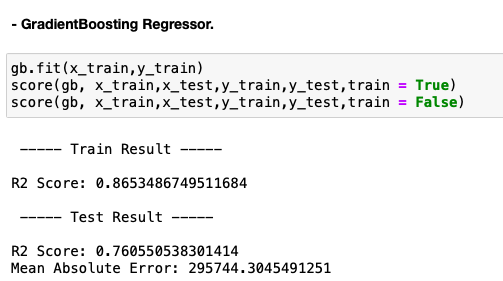 - GradientBoosting Regressor.
gb.fit(x_train,y_train)
score(gb, x_train,x_test,y_train,y_test,train = True)
score(gb, x_train,x_test,y_train,y_test,train = False)
----- Train Result -----
R2 Score: 0.8653486749511684
----- Test Result -----
R2 Score: 0.760550538301414
Mean Absolute Error: 295744.3045491251